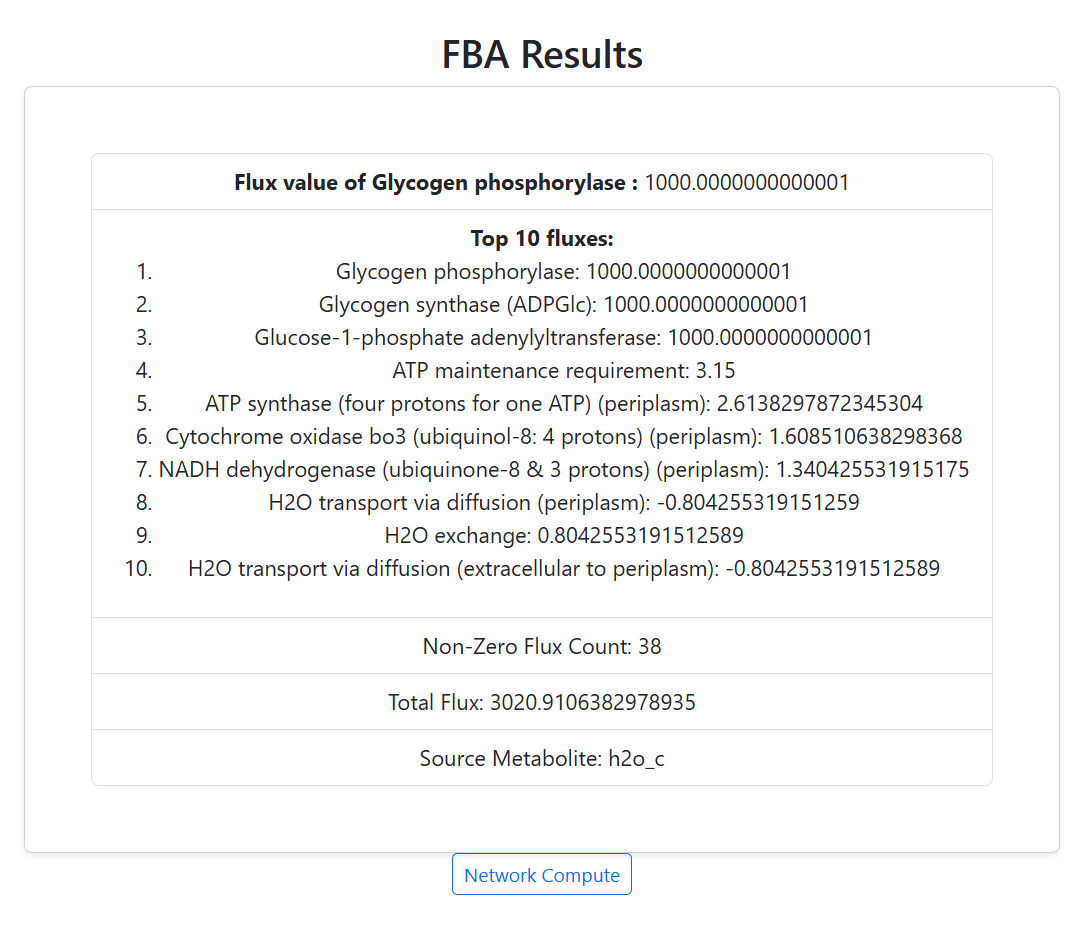 FBA Results
Flux value of Glycogen phosphorylase : 1000.0000000000001
Top 10 fluxes:
1. Glycogen phosphorylase: 1000.0000000000001
2. Glycogen synthase (ADPGlc): 1000.0000000000001
3. Glucose-1-phosphate adenylyltransferase: 1000.0000000000001
4. ATP maintenance requirement: 3.15
5. ATP synthase (four protons for one ATP) (periplasm): 2.6138297872345304
6. Cytochrome oxidase bo3 (ubiquinol-8: 4 protons) (periplasm): 1.608510638298368
7. NADH dehydrogenase (ubiquinone-8 & 3 protons) (periplasm): 1.340425531915175
8. H2O transport via diffusion (periplasm): -0.804255319151259
9. H2O exchange: 0.8042553191512589
10. H2O transport via diffusion (extracellular to periplasm): -0.8042553191512589
Non-Zero Flux Count: 38
Total Flux: 3020.9106382978935
Source Metabolite: h2o_c
Network Compute